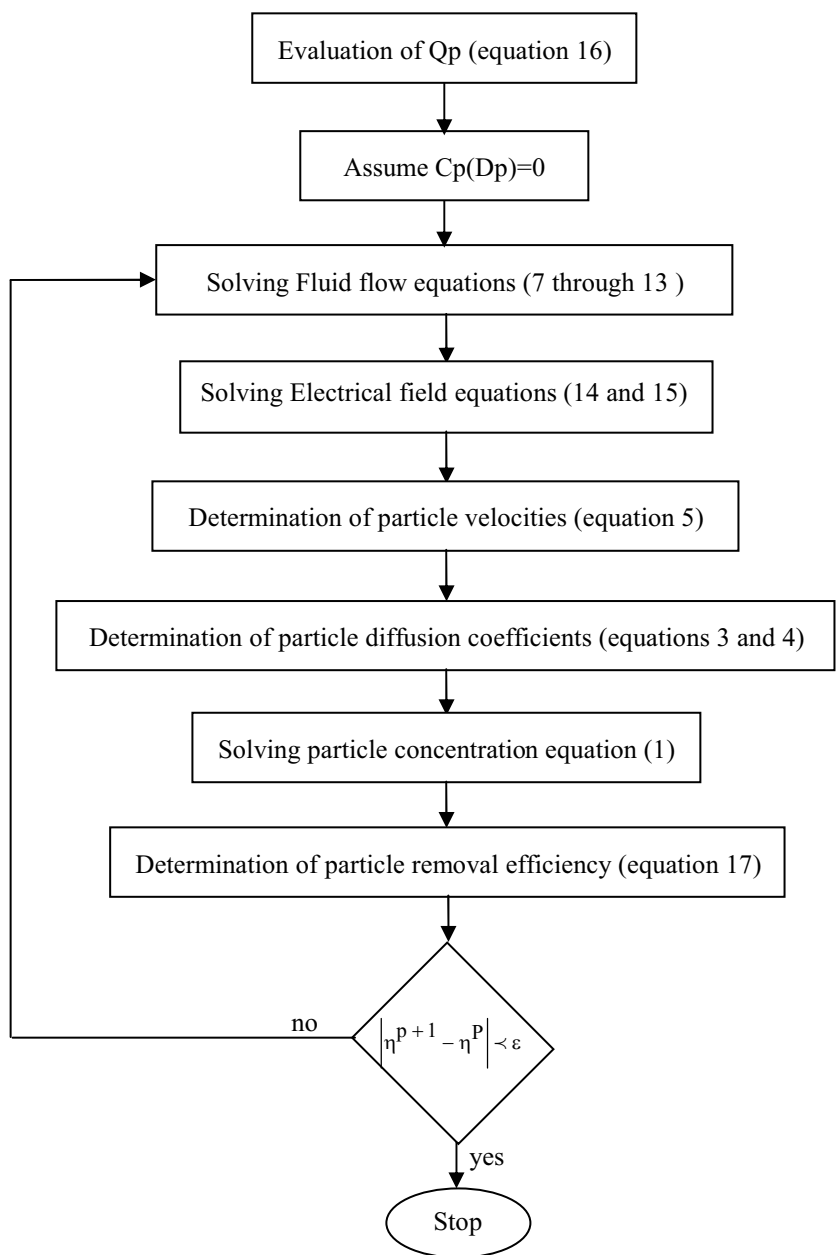 Evaluation of Qp (equation 16)
Assume Cp(Dp)=0
Solving Fluid flow equations (7 through 13 )
Solving Electrical field equations (14 and 15)
Determination of particle velocities (equation 5)
Determination of particle diffusion coefficients (equations 3 and 4)
Solving particle concentration equation (1)
Determination of particle removal efficiency (equation 17)
no
|η^{p + 1} − η^{P}| ≺ ε
yes
Stop